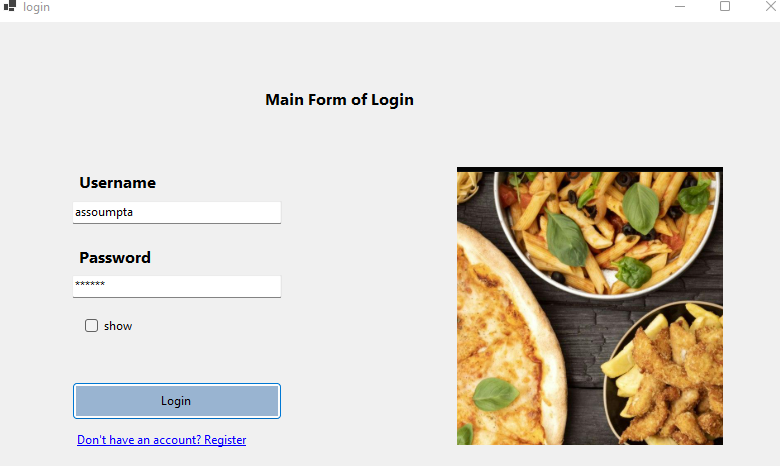 login
Main Form of Login
Username
assoumpta
Password
******
show
Login
Don't have an account? Register